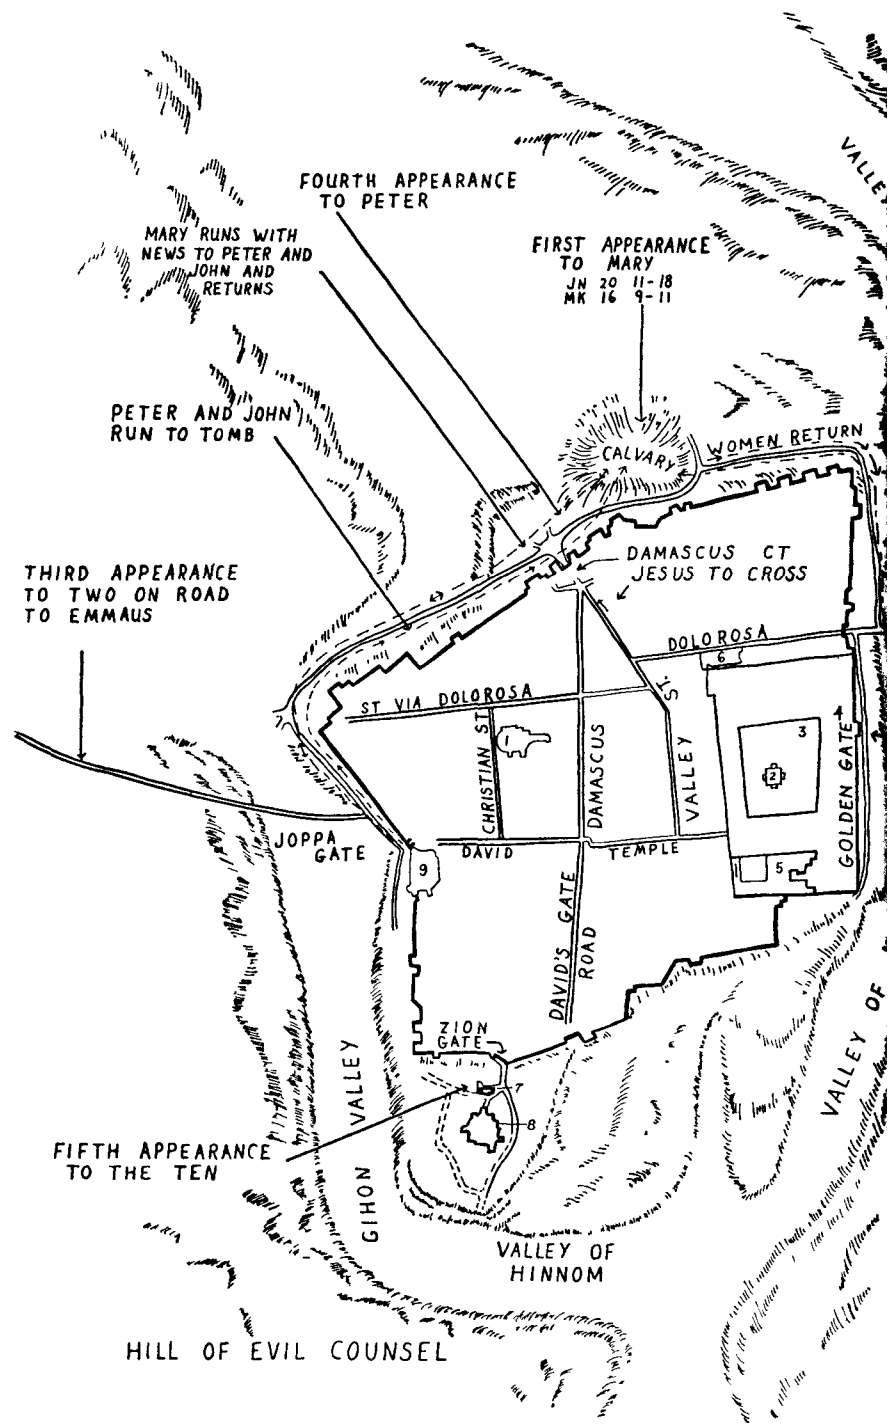 VALLEY
FOURTH APPEARANCE
TO PETER
MARY RUNS WITH
NEWS TO PETER AND
JOHN AND
RETURNS
FIRST APPEARANCE
TO MARY
JN 20 11-18
MK 16 9-11
PETER AND JOHN
RUN TO TOMB
WOMEN RETURN
CALVARY
DAMASCUS CT
JESUS TO CROSS
THIRD APPEARANCE
TO TWO ON ROAD
TO EMMAUS
DOLOROSA
6
ST VIA DOLOROSA
ST.
CHRISTIAN ST
1
DAMASCUS
VALLEY
3
4
2
GOLDEN GATE
JOPPA
GATE
DAVID
TEMPLE
9
5
DAVID'S GATE
ROAD
ZION
GATE
VALLEY OF
7
8
FIFTH APPEARANCE
TO THE TEN
GIHON VALLEY
VALLEY OF
HINNOM
HILL OF EVIL COUNSEL